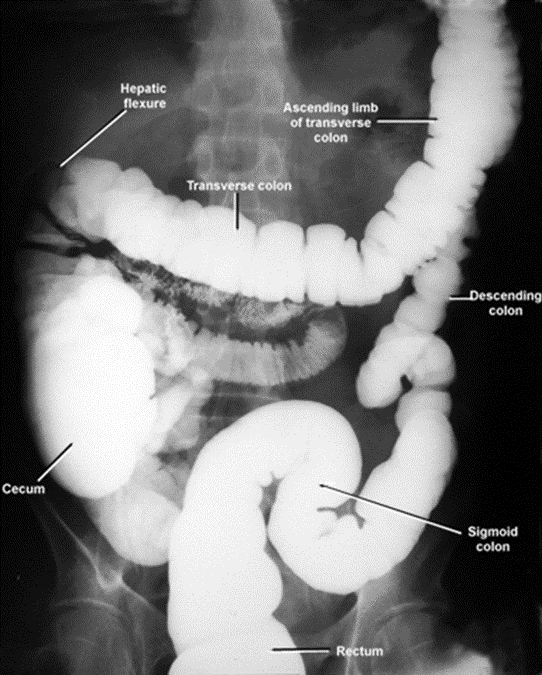 Hepatic
flexure
Ascending limb
of transverse
colon
Transverse colon
Descending
colon
Cecum
Sigmoid
colon
Rectum